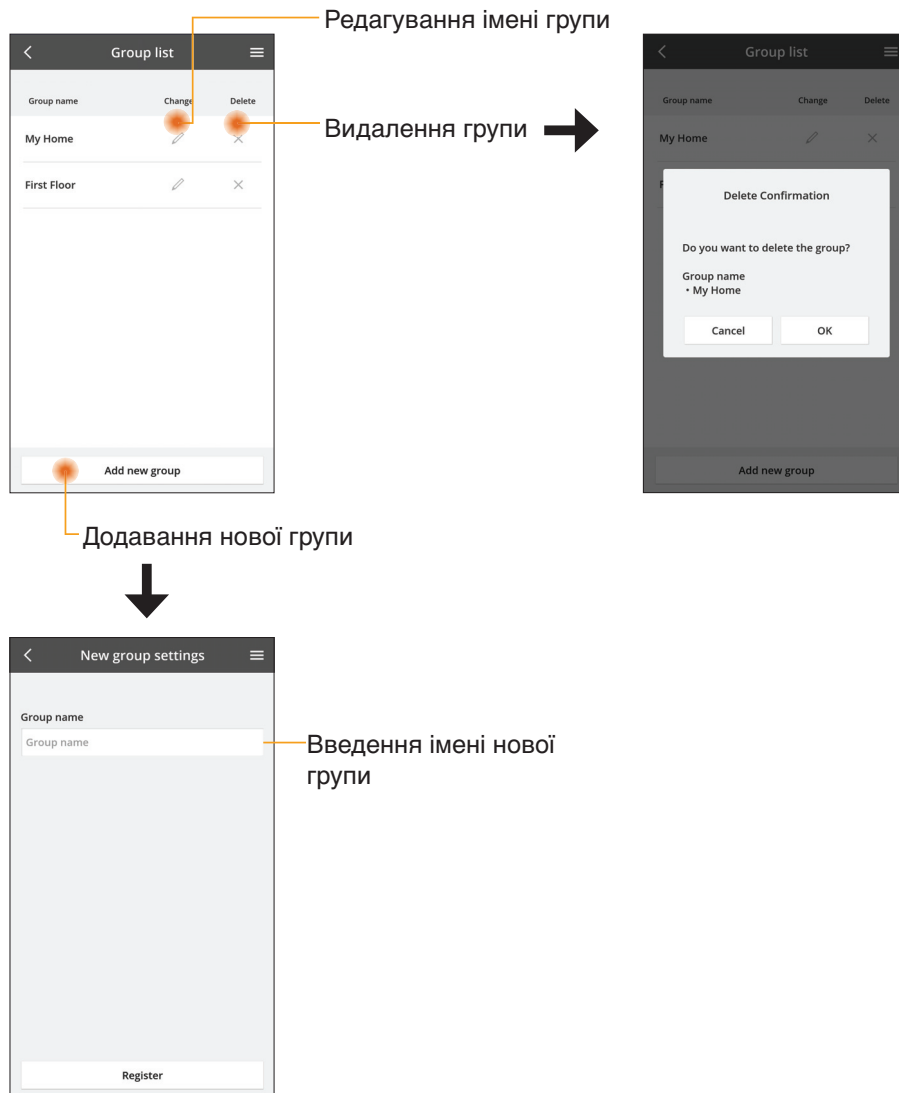 Редагування імені групи
Group list
Group name Change Delete
My Home
First Floor
Add new group
Видалення групи
Group list
Group name Change Delete
My Home
F
Delete Confirmation
Do you want to delete the group?
Group name
• My Home
Cancel OK
Add new group
Додавання нової групи
New group settings
Group name
Group name
Register
Введення імені нової
групи